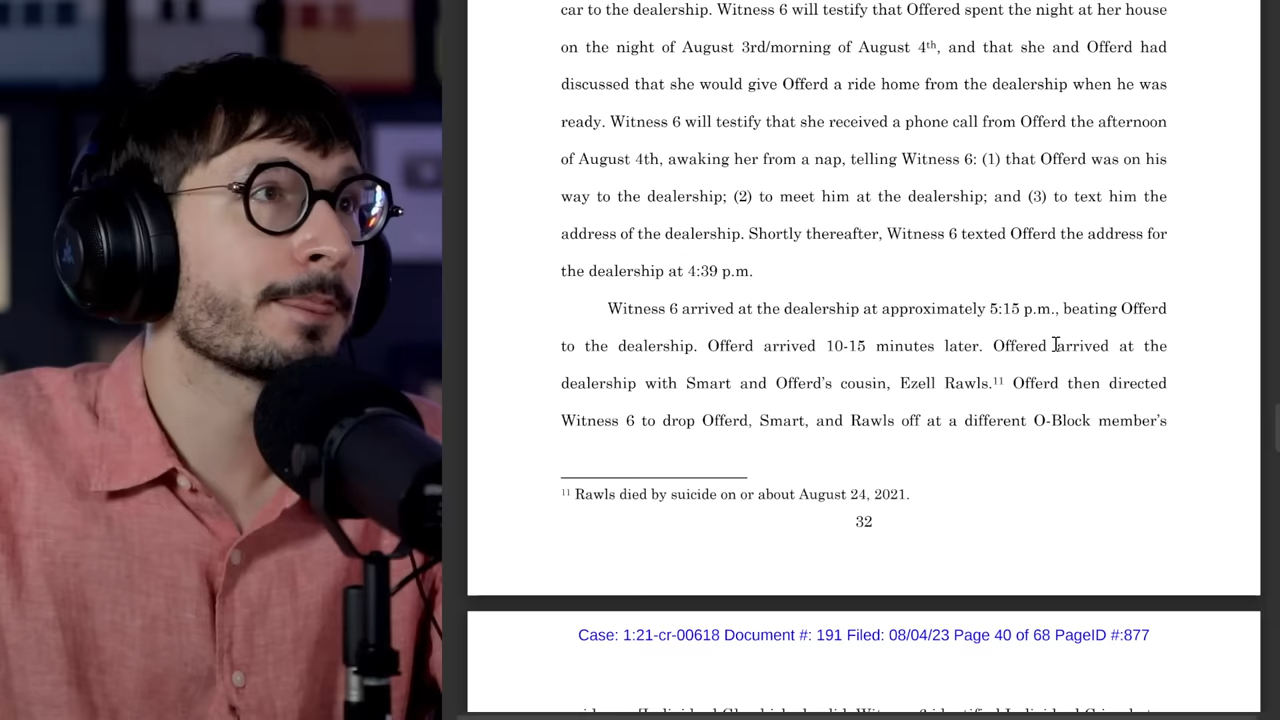 car to the dealership. Witness 6 will testify that Offered spent the night at her house
on the night of August 3rd/morning of August 4th, and that she and Offerd had
discussed that she would give Offerd a ride home from the dealership when he was
ready. Witness 6 will testify that she received a phone call from Offerd the afternoon
of August 4th, awaking her from a nap, telling Witness 6: (1) that Offerd was on his
way to the dealership; (2) to meet him at the dealership; and (3) to text him the
address of the dealership. Shortly thereafter, Witness 6 texted Offerd the address for
the dealership at 4:39 p.m.
Witness 6 arrived at the dealership at approximately 5:15 p.m., beating Offerd
to the dealership. Offerd arrived 10-15 minutes later. Offered arrived at the
dealership with Smart and Offerd's cousin, Ezell Rawls.11 Offerd then directed
Witness 6 to drop Offerd, Smart, and Rawls off at a different O-Block member's
11 Rawls died by suicide on or about August 24, 2021.
32
Case: 1:21-cr-00618 Document #: 191 Filed: 08/04/23 Page 40 of 68 PageID #:877